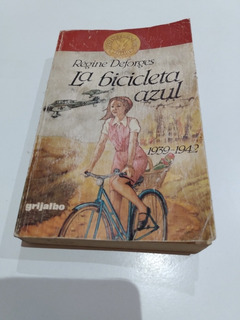 Régine Deforges
La bicicleta
azul
1939-1942
grijalbo